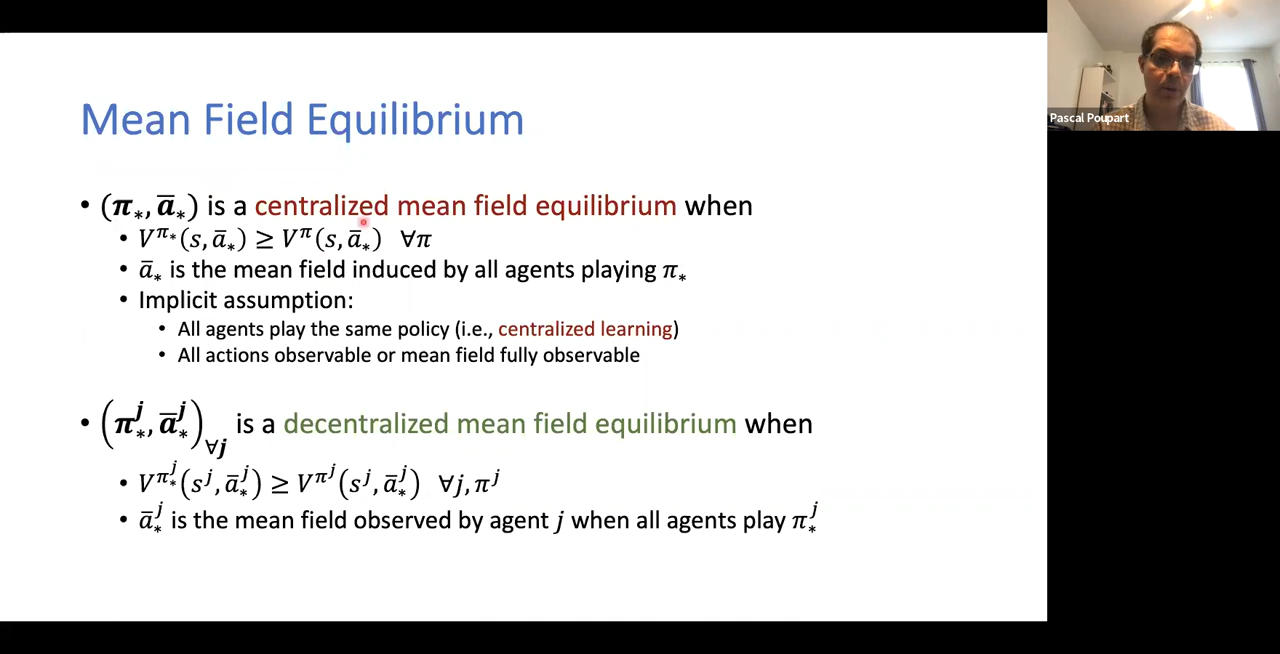 Mean Field Equilibrium
• (π∗, a̅∗) is a centralized mean field equilibrium when
• V^{π∗}(s, a̅∗) ≥ V^π(s, a̅∗) ∀π
• a̅∗ is the mean field induced by all agents playing π∗
• Implicit assumption:
• All agents play the same policy (i.e., centralized learning)
• All actions observable or mean field fully observable
• (π∗^j, a̅∗^j)_{∀j} is a decentralized mean field equilibrium when
• V^{π∗^j}(s^j, a̅∗^j) ≥ V^{π^j}(s^j, a̅∗^j) ∀j, π^j
• a̅∗^j is the mean field observed by agent j when all agents play π∗^j
Pascal Poupart